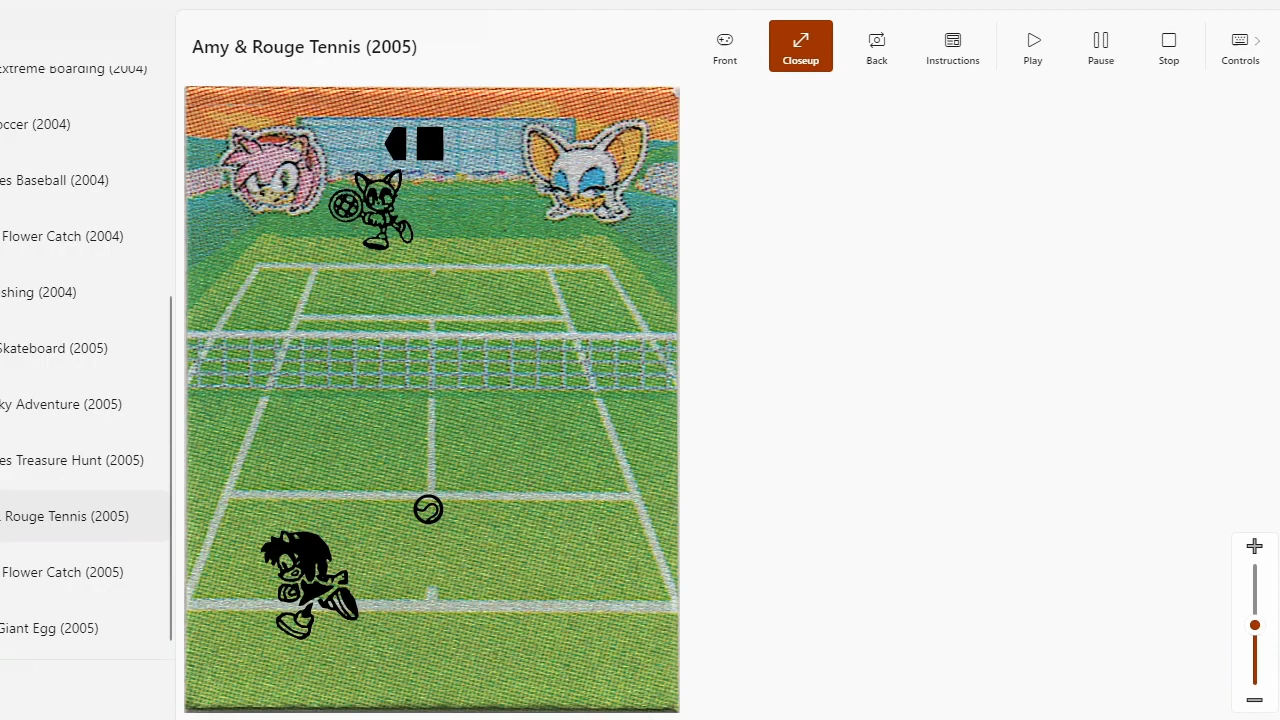 Amy & Rouge Tennis (2005)
Front
Closeup
Back
Instructions
Play
Pause
Stop
Controls
Extreme Boarding (2004)
occer (2004)
es Baseball (2004)
Flower Catch (2004)
shing (2004)
Skateboard (2005)
ky Adventure (2005)
es Treasure Hunt (2005)
Rouge Tennis (2005)
Flower Catch (2005)
Giant Egg (2005)